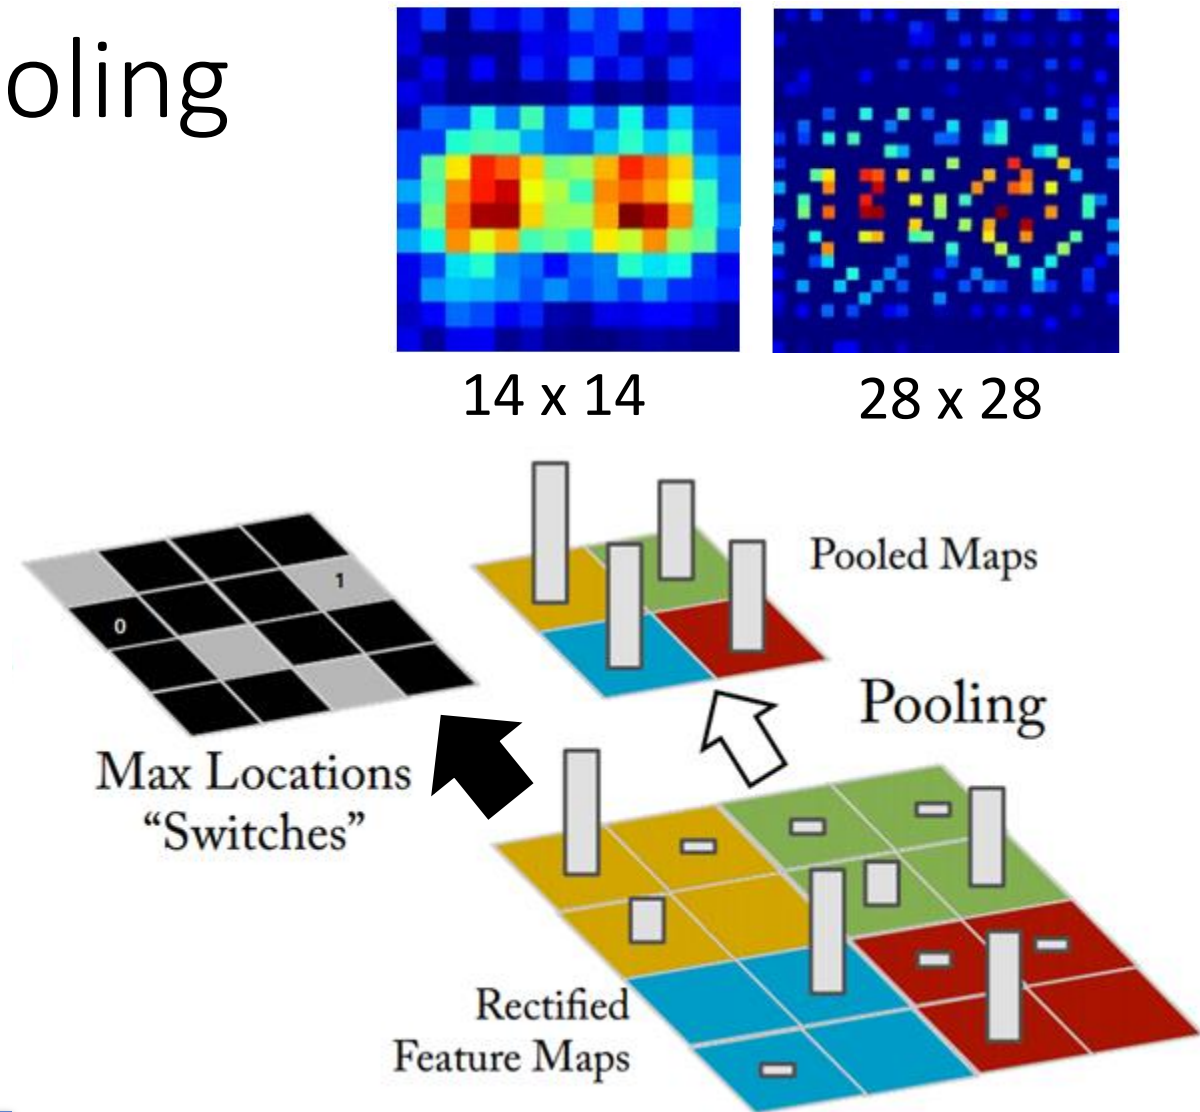 oling
14 x 14
28 x 28
Pooled Maps
1
0
Pooling
Max Locations
“Switches”
Rectified
Feature Maps